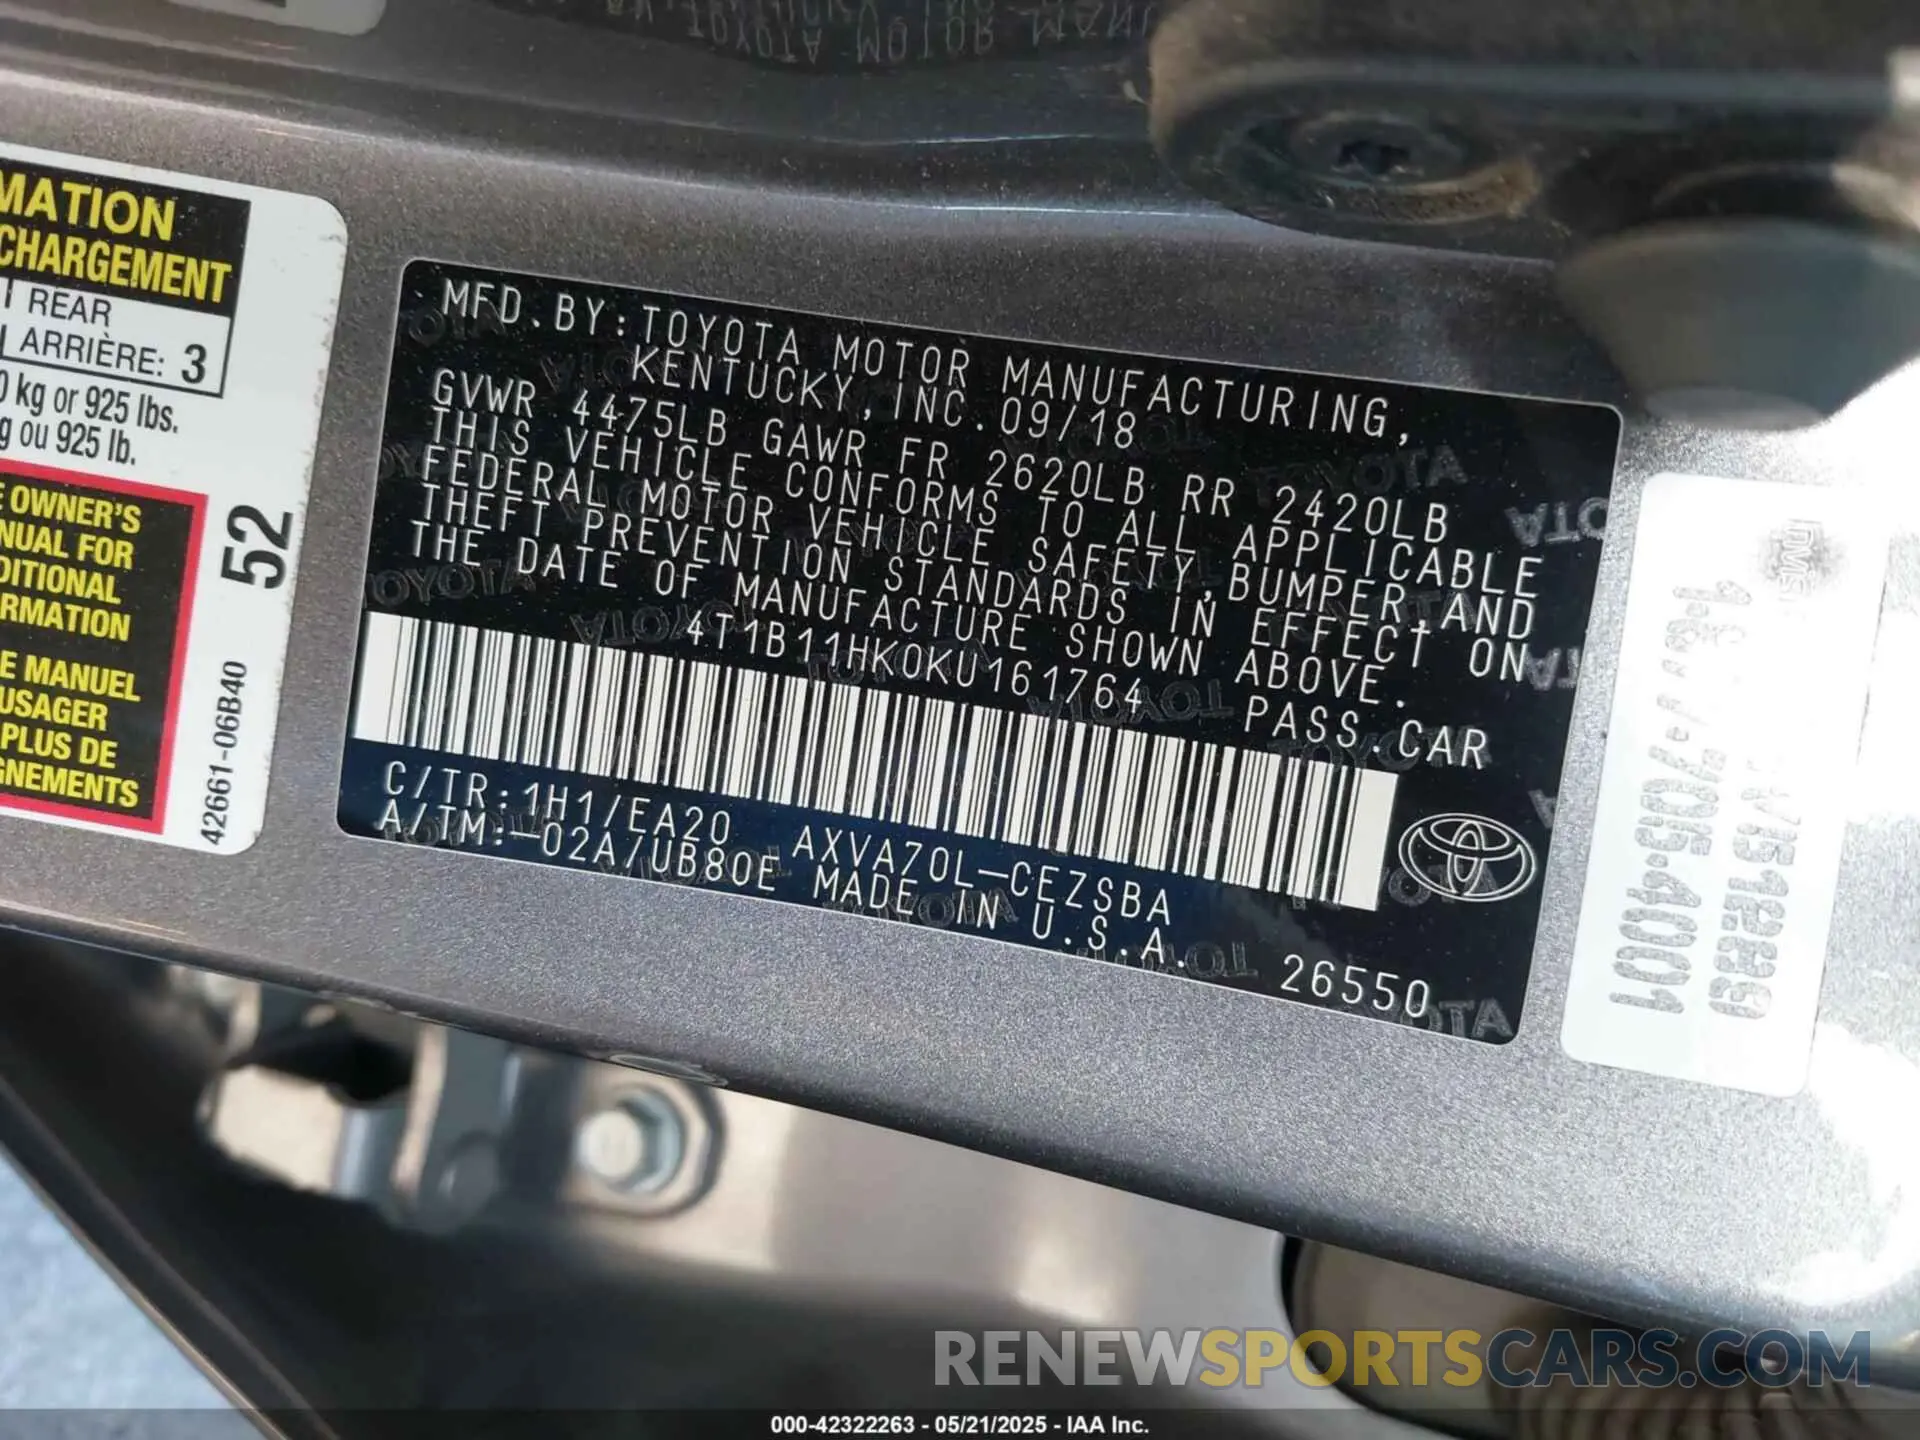 MATION
CHARGEMENT
REAR
ARRIÈRE: 3
0 kg or 925 lbs.
g ou 925 lb.
E OWNER'S
NUAL FOR
DITIONAL
RMATION
E MANUEL
USAGER
PLUS DE
GNEMENTS
52
42661-06B40
MFD.BY:TOYOTA MOTOR MANUFACTURING,
KENTUCKY,INC.09/18
GVWR 4475LB GAWR FR 2620LB RR 2420LB
THIS VEHICLE CONFORMS TO ALL APPLICABLE
FEDERAL MOTOR VEHICLE SAFETY,BUMPER,AND
THEFT PREVENTION STANDARDS IN EFFECT ON
THE DATE OF MANUFACTURE SHOWN ABOVE.
4T1B11HK0KU161764 PASS.CAR
C/TR:1H1/EA20 AXVA70L-CEZSBA
A/TM:-02A/UB80E MADE IN U.S.A.
26550
RENEWSPORTSCARS.COM
000-42322263 - 05/21/2025 - IAA Inc.